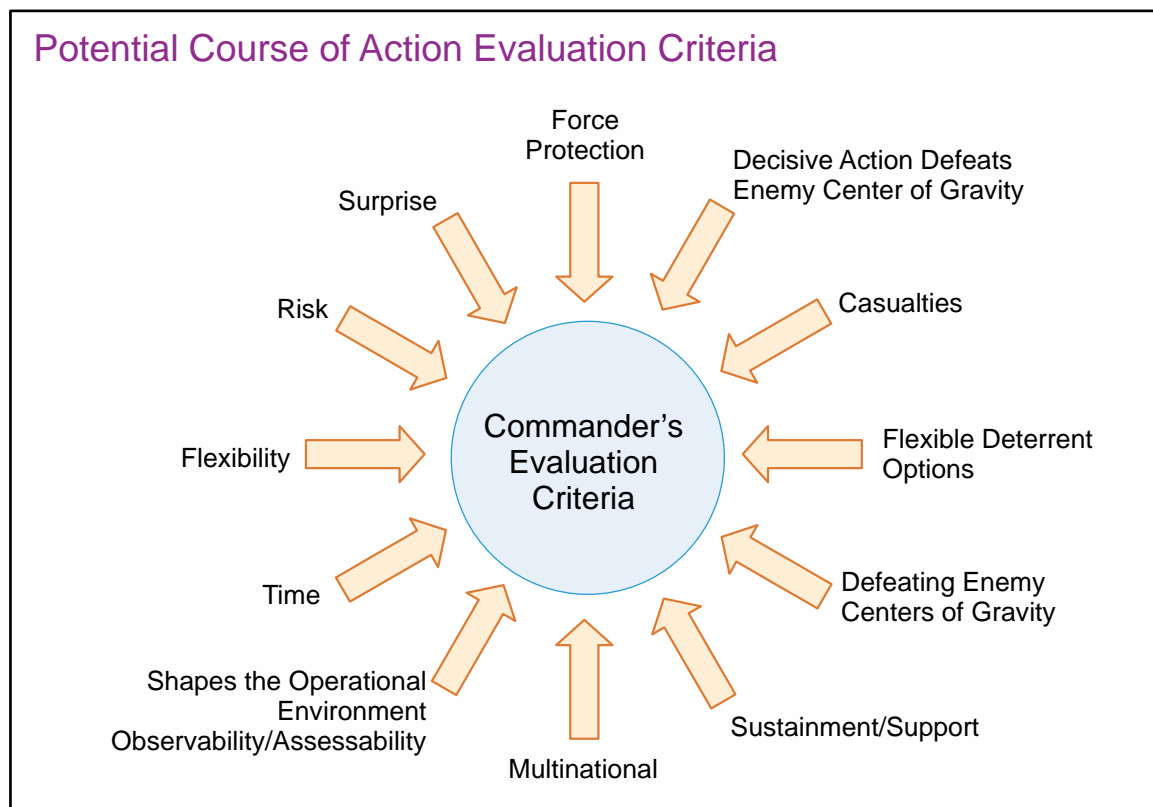 Potential Course of Action Evaluation Criteria
Force
Protection
Decisive Action Defeats
Enemy Center of Gravity
Casualties
Flexible Deterrent
Options
Defeating Enemy
Centers of Gravity
Sustainment/Support
Multinational
Shapes the Operational
Environment
Observability/Assessability
Time
Flexibility
Risk
Surprise
Commander’s
Evaluation
Criteria